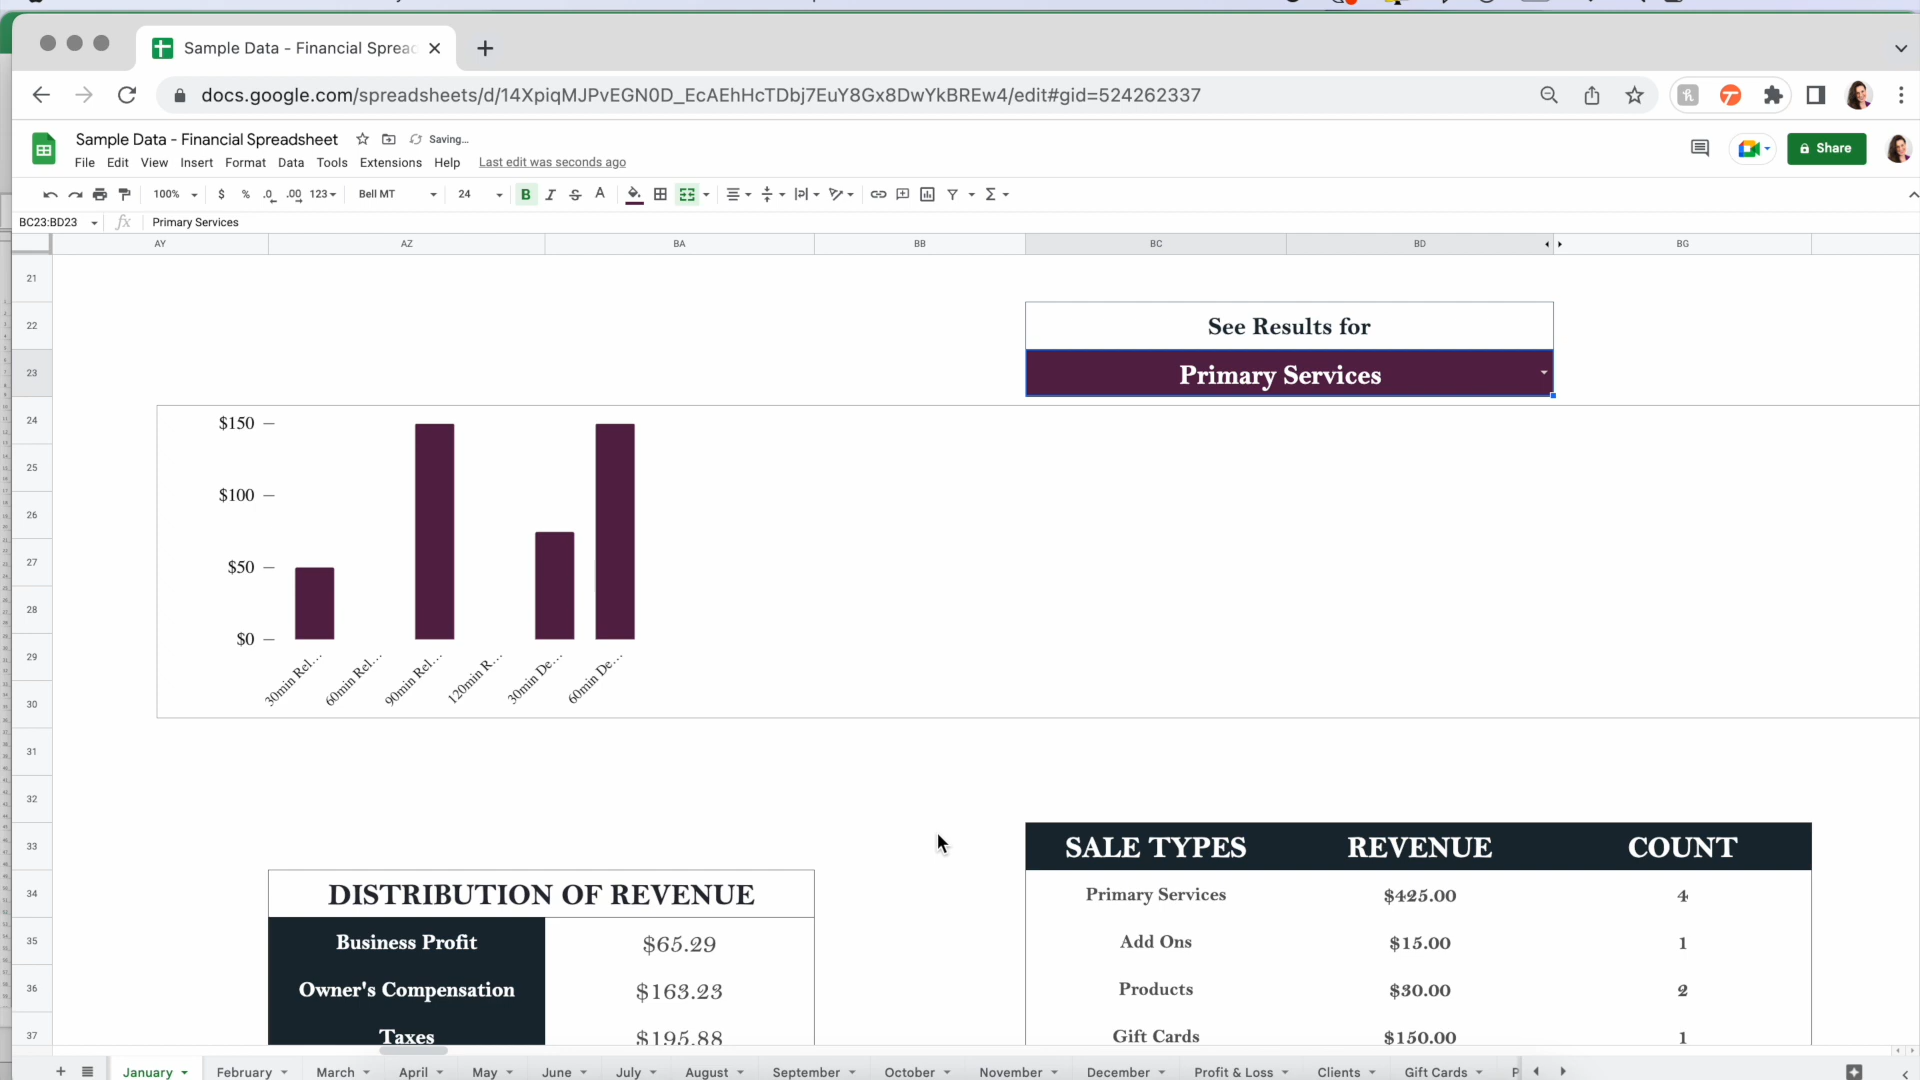 Sample Data - Financial Sprea
docs.google.com/spreadsheets/d/14XpiqMJPvEGN0D_EcAEhHcTDbj7EuY8Gx8DwYkBREw4/edit#gid=524262337
Sample Data - Financial Spreadsheet
Saving...
Share
File Edit View Insert Format Data Tools Extensions Help Last edit was seconds ago
100% $ % .0 .00 123 Bell MT 24 B I S A
BC23:BD23 fx Primary Services
AY AZ BA BB BC BD BG
21
22 See Results for
23 Primary Services
24
25
26
27
28
29
30
31
32
33
34
35
36
37
$150
$100
$50
$0
30min Rel...
60min Rel...
90min Rel...
120min R...
30min De...
60min De...
DISTRIBUTION OF REVENUE
Business Profit $65.29
Owner's Compensation $163.23
Taxes $195.88
SALE TYPES REVENUE COUNT
Primary Services $425.00 4
Add Ons $15.00 1
Products $30.00 2
Gift Cards $150.00 1
January February March April May June July August September October November December Profit & Loss Clients Gift Cards P